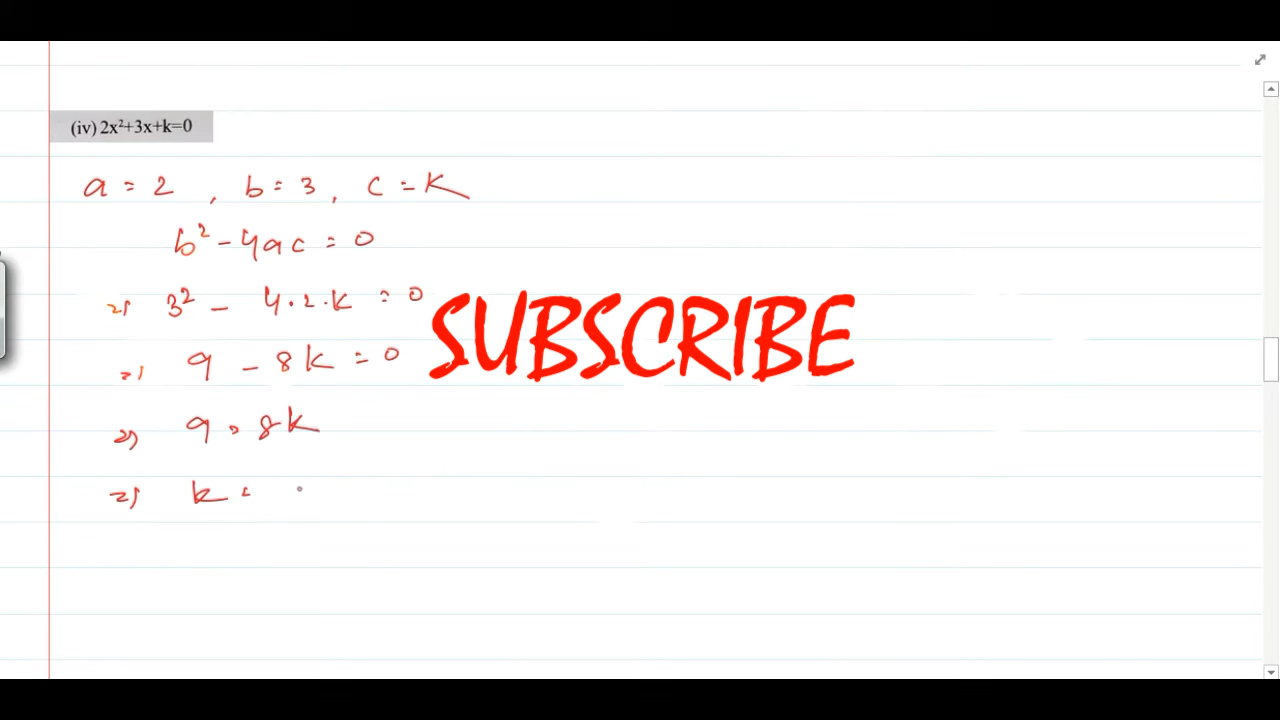 (iv) 2x²+3x+k=0
a = 2 , b = 3 , c = K
b² - 4ac = 0
⇒ 3² - 4·2·k = 0
SUBSCRIBE
⇒ 9 - 8k = 0
⇒ 9 = 8k
⇒ k =